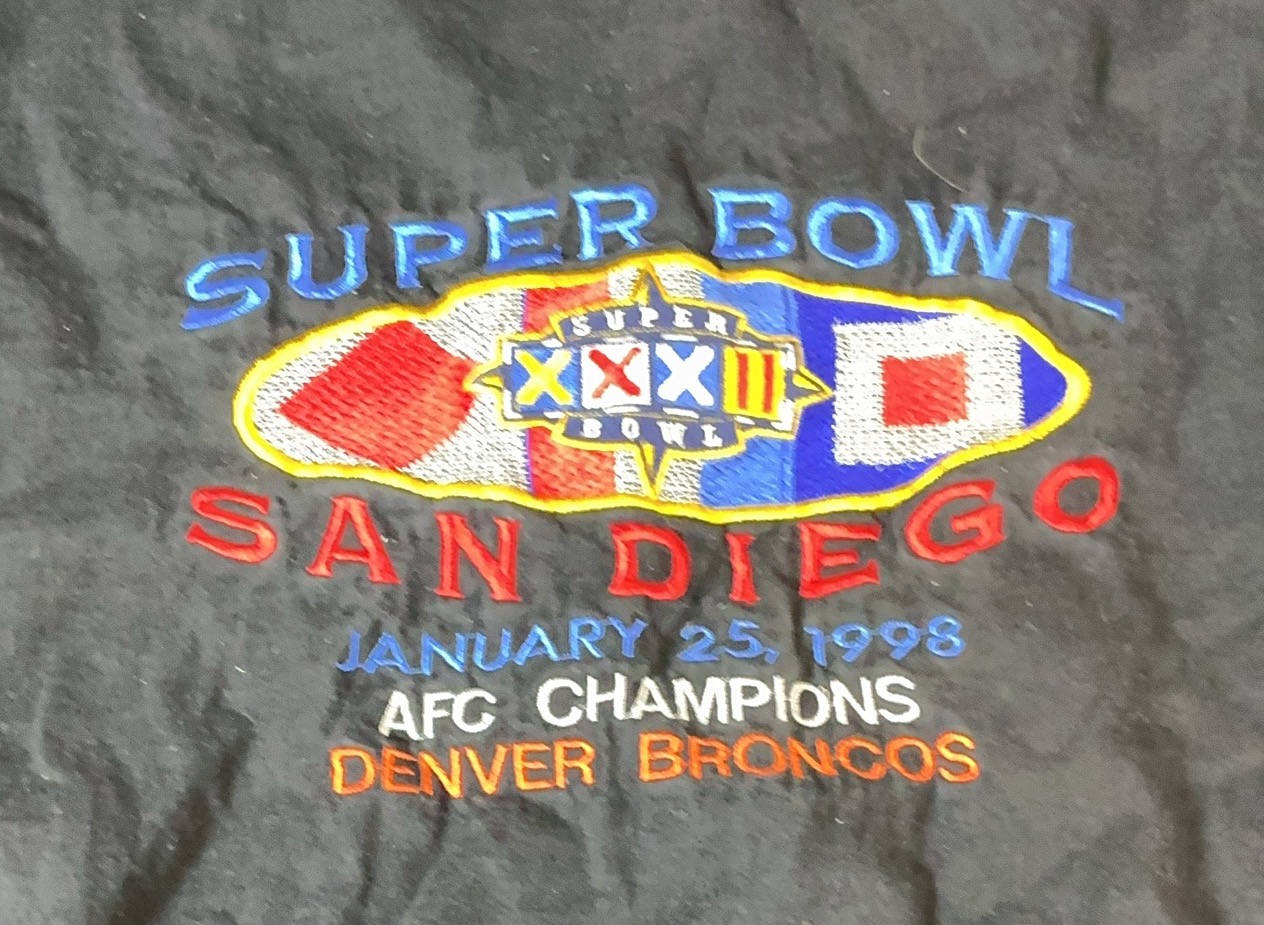 SUPER BOWL
SUPER
XXXII
BOWL
SAN DIEGO
JANUARY 25, 1998
AFC CHAMPIONS
DENVER BRONCOS